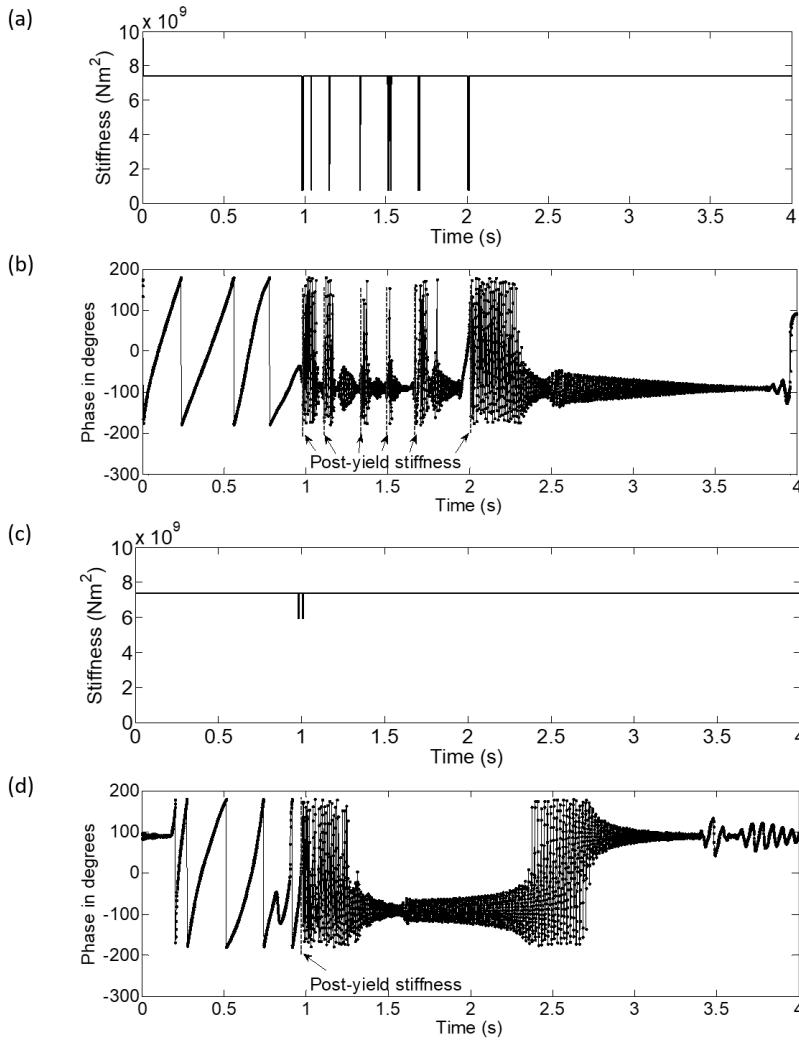 (a)
x 10⁹
10
8
6
4
2
0
Stiffness (Nm²)
0 0.5 1 1.5 2 2.5 3 3.5 4
Time (s)
(b)
200
100
0
-100
-200
-300
Phase in degrees
Post-yield stiffness
0 0.5 1 1.5 2 2.5 3 3.5 4
Time (s)
(c)
x 10⁹
10
8
6
4
2
0
Stiffness (Nm²)
0 0.5 1 1.5 2 2.5 3 3.5 4
Time (s)
(d)
200
100
0
-100
-200
-300
Phase in degrees
Post-yield stiffness
0 0.5 1 1.5 2 2.5 3 3.5 4
Time (s)